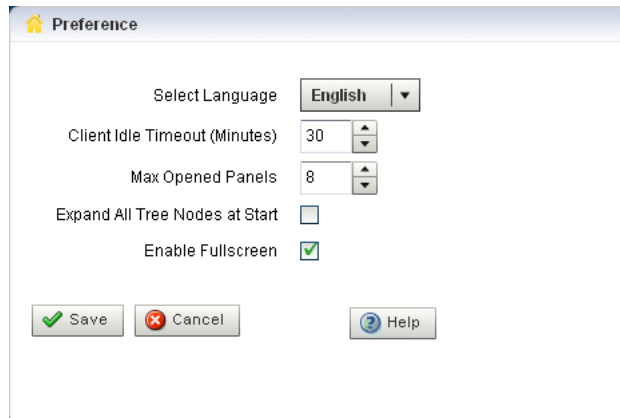 Preference
Select Language English
Client Idle Timeout (Minutes) 30
Max Opened Panels 8
Expand All Tree Nodes at Start
Enable Fullscreen
Save Cancel Help